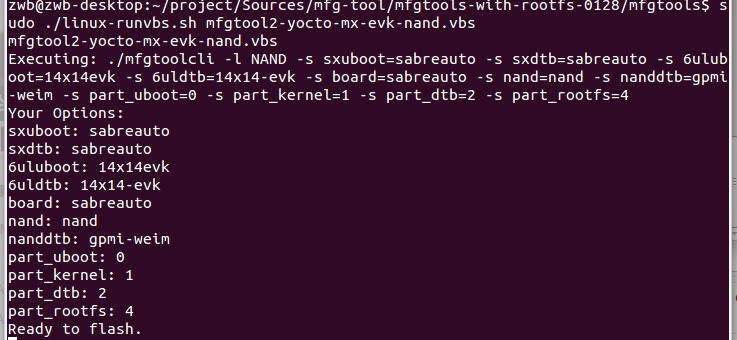 zwb@zwb-desktop:~/project/Sources/mfg-tool/mfgtools-with-rootfs-0128/mfgtools$ s
udo ./linux-runvbs.sh mfgtool2-yocto-mx-evk-nand.vbs
mfgtool2-yocto-mx-evk-nand.vbs
Executing: ./mfgtoolcli -l NAND -s sxuboot=sabreauto -s sxdtb=sabreauto -s 6ulub
oot=14x14evk -s 6uldtb=14x14-evk -s board=sabreauto -s nand=nand -s nanddtb=gpmi
-weim -s part_uboot=0 -s part_kernel=1 -s part_dtb=2 -s part_rootfs=4
Your Options:
sxuboot: sabreauto
sxdtb: sabreauto
6uluboot: 14x14evk
6uldtb: 14x14-evk
board: sabreauto
nand: nand
nanddtb: gpmi-weim
part_uboot: 0
part_kernel: 1
part_dtb: 2
part_rootfs: 4
Ready to flash.